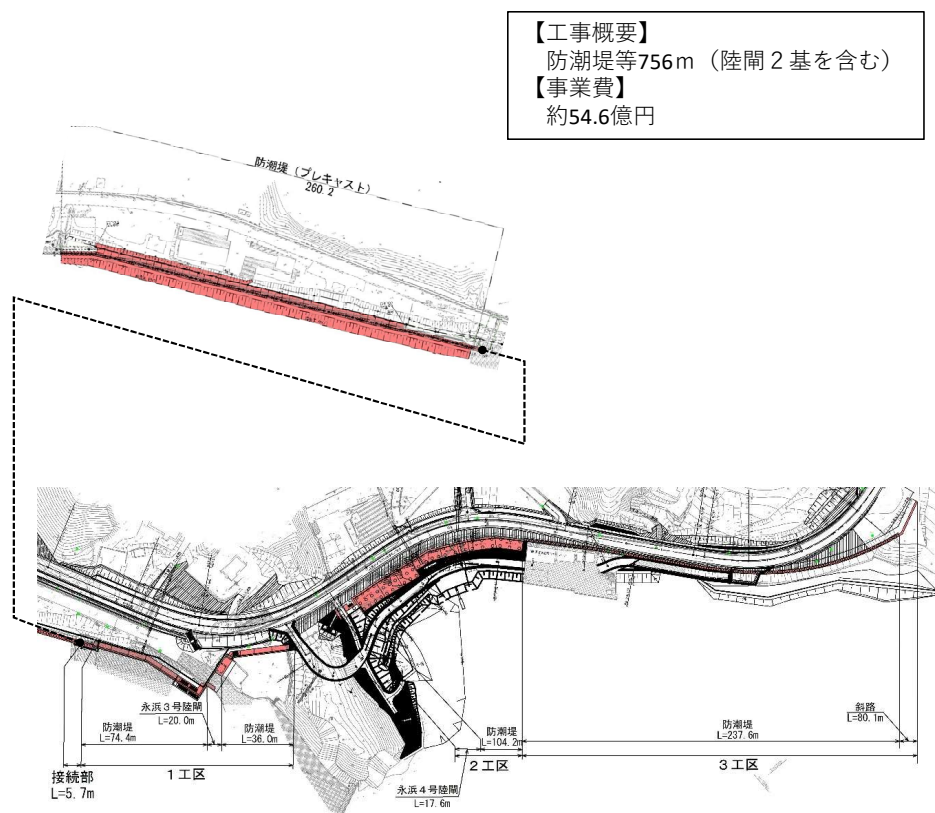 【工事概要】
防潮堤等756ｍ（陸閘２基を含む）
【事業費】
約54.6億円
防潮堤（プレキャスト）
260.2
永浜３号陸閘
L=20.0m
防潮堤
L=74.4m
防潮堤
L=36.0m
接続部
L=5.7m
１工区
防潮堤
L=104.2m
２工区
永浜４号陸閘
L=17.6m
防潮堤
L=237.6m
３工区
斜路
L=80.1m